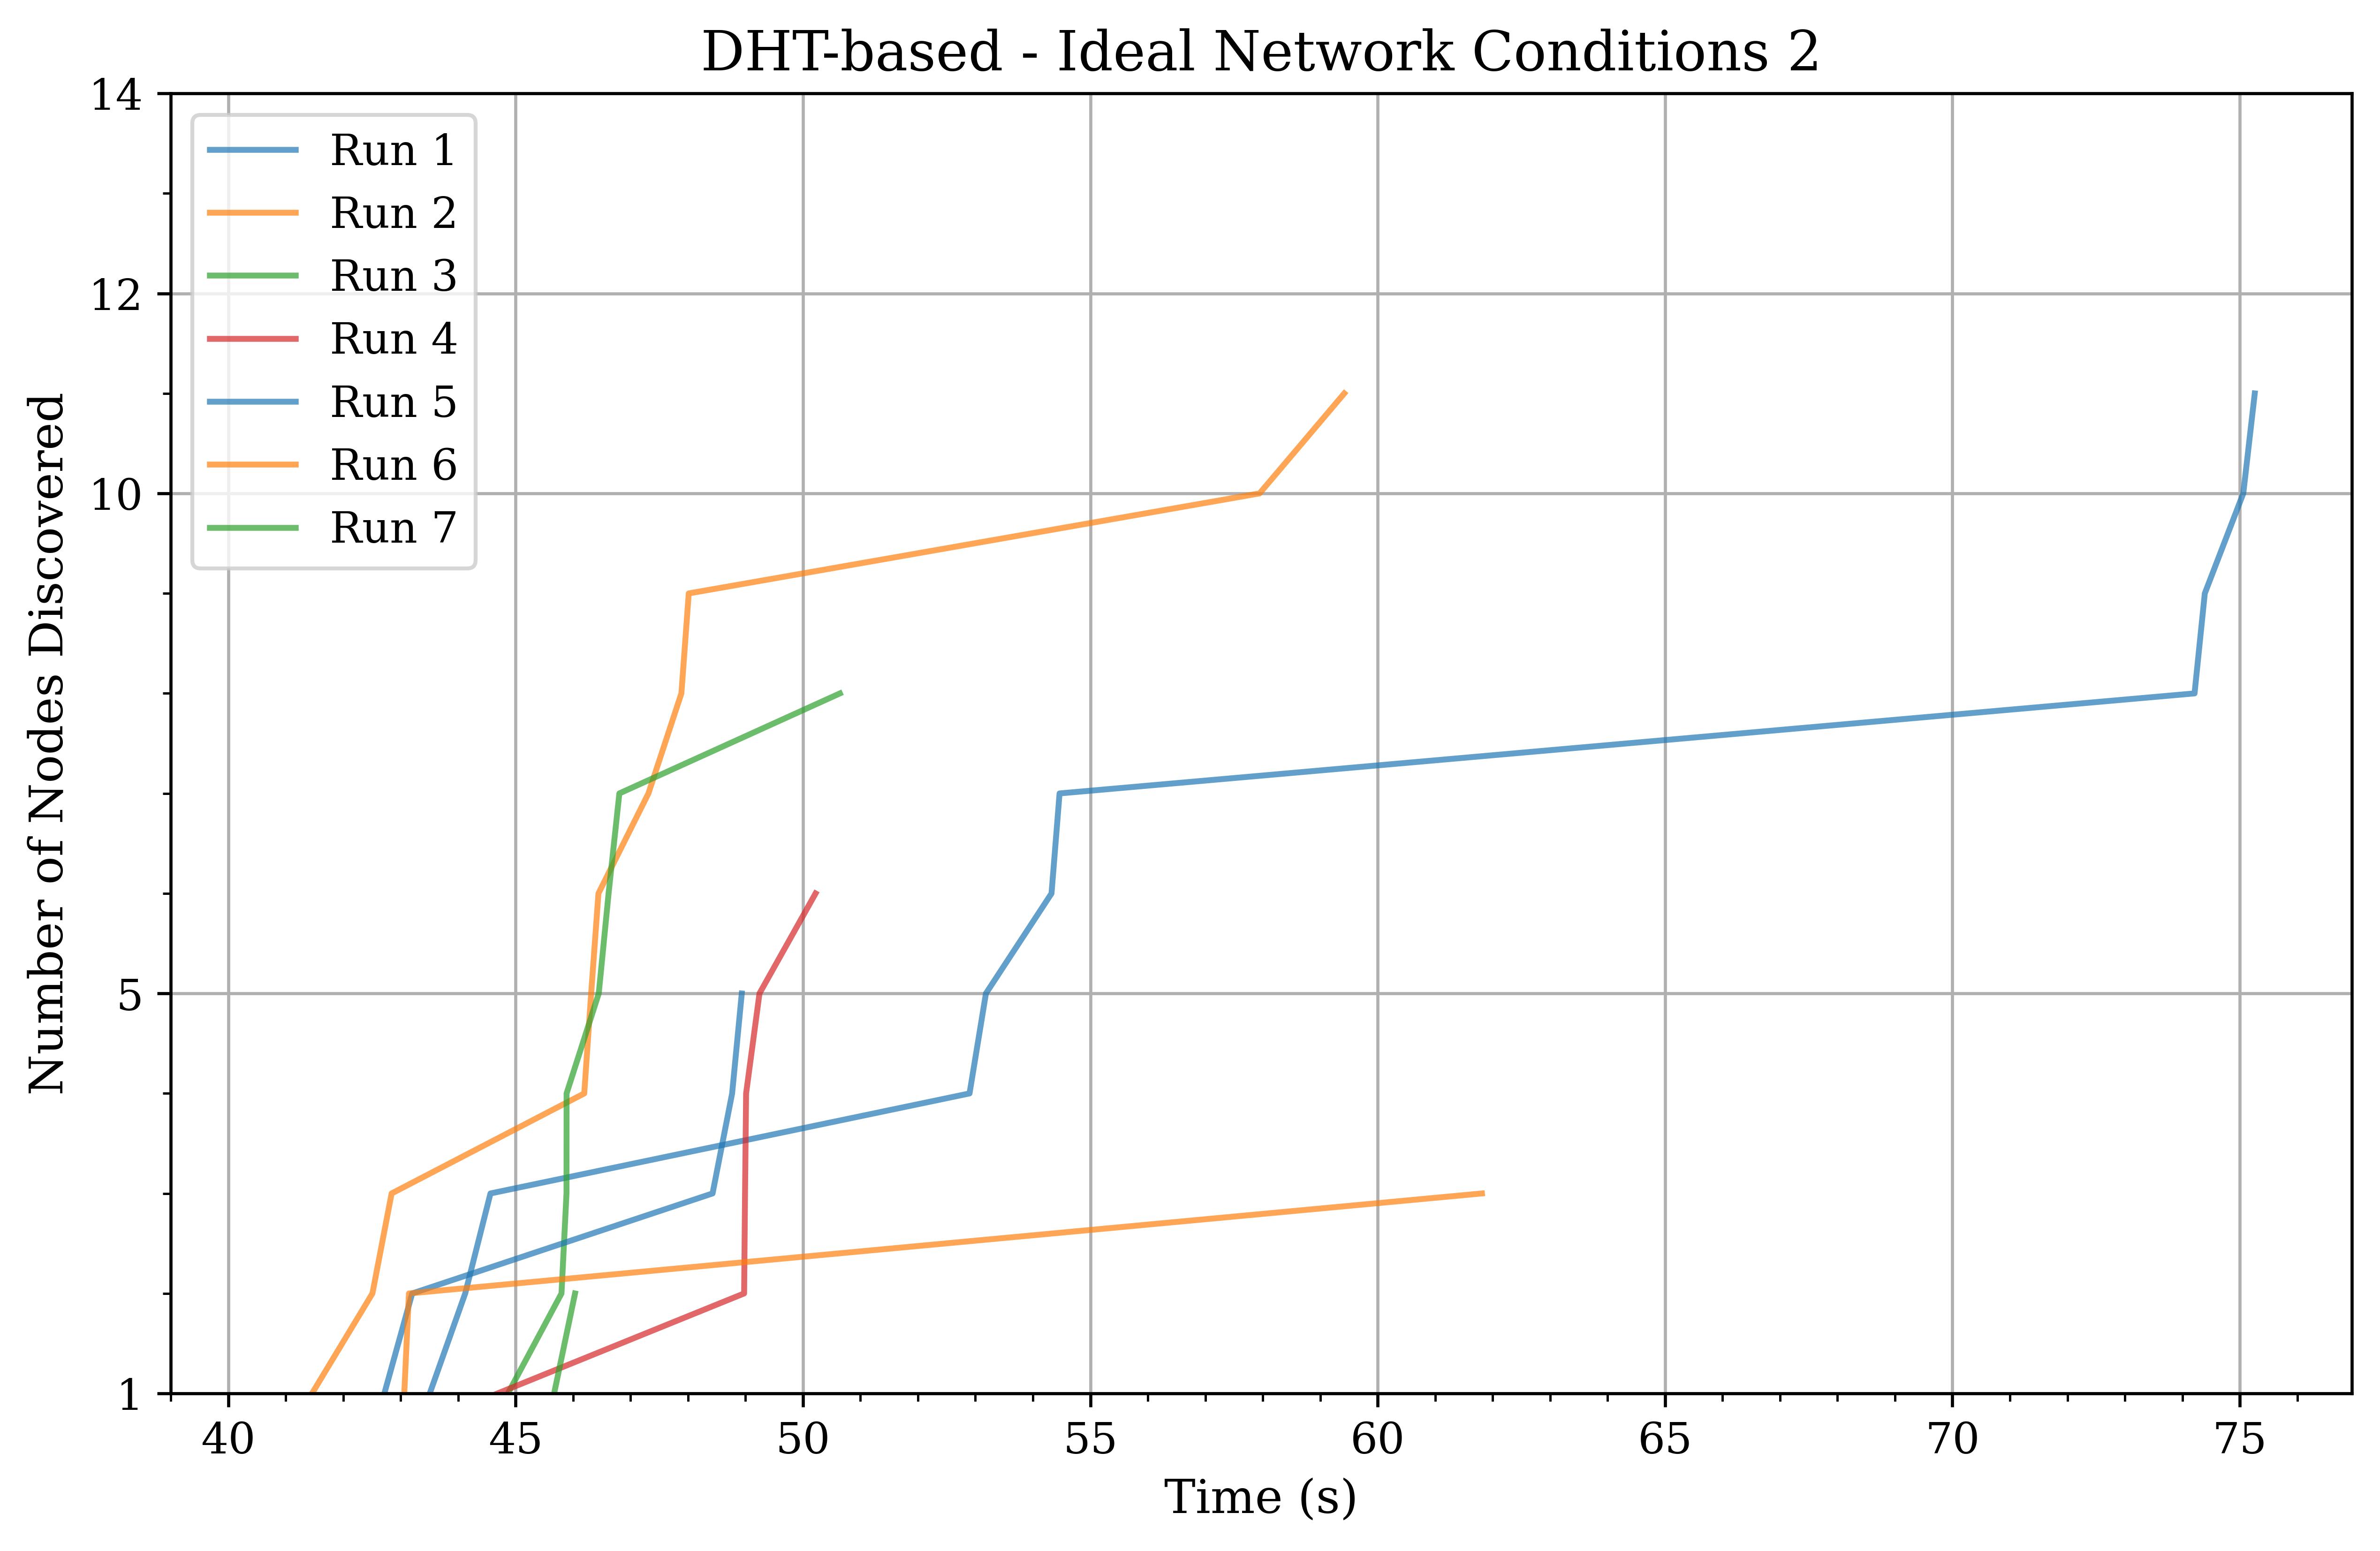 DHT-based - Ideal Network Conditions 2
14
12
10
5
1
Number of Nodes Discovered
Run 1
Run 2
Run 3
Run 4
Run 5
Run 6
Run 7
40 45 50 55 60 65 70 75
Time (s)